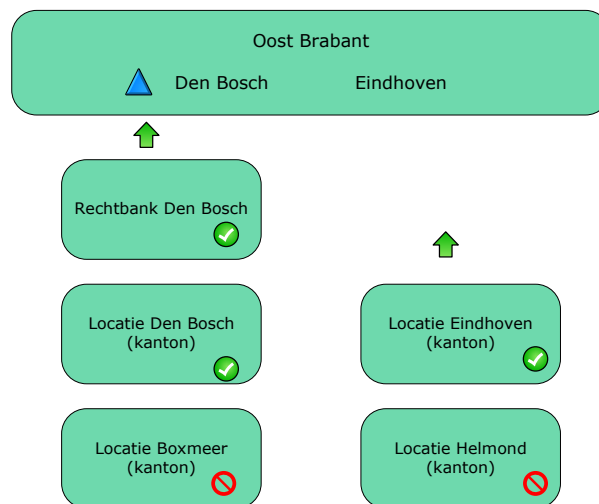 Oost Brabant
Den Bosch
Eindhoven
Rechtbank Den Bosch
Locatie Den Bosch
(kanton)
Locatie Eindhoven
(kanton)
Locatie Boxmeer
(kanton)
Locatie Helmond
(kanton)